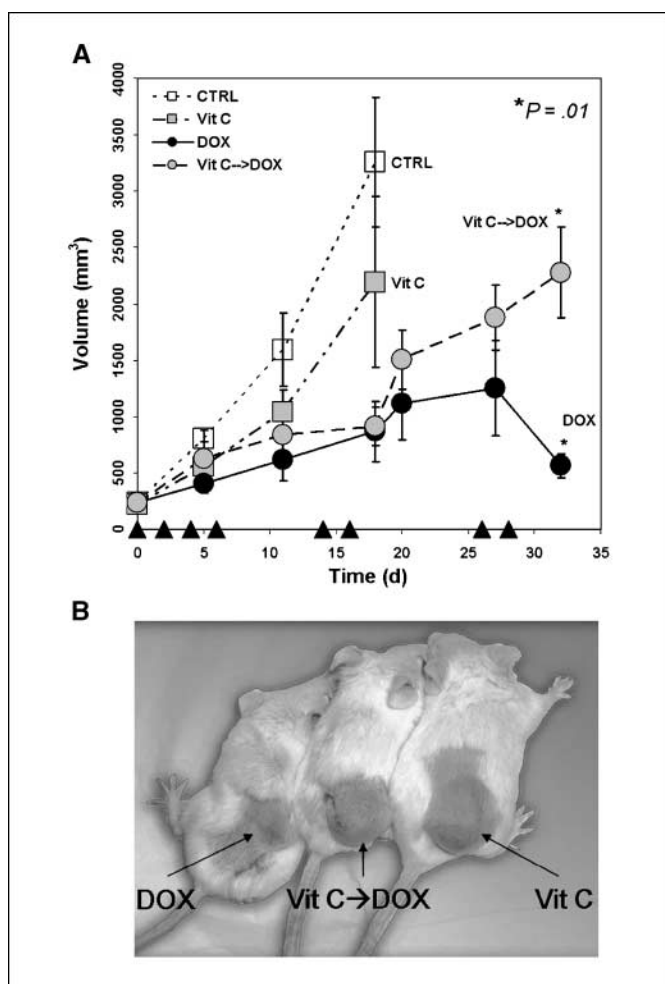 A
4000
3500
3000
2500
2000
1500
1000
500
0
Volume (mm³)
CTRL
Vit C
DOX
Vit C-->DOX
*P = .01
CTRL
Vit C-->DOX *
Vit C
DOX
*
0 5 10 15 20 25 30 35
Time (d)
B
DOX Vit C→DOX Vit C